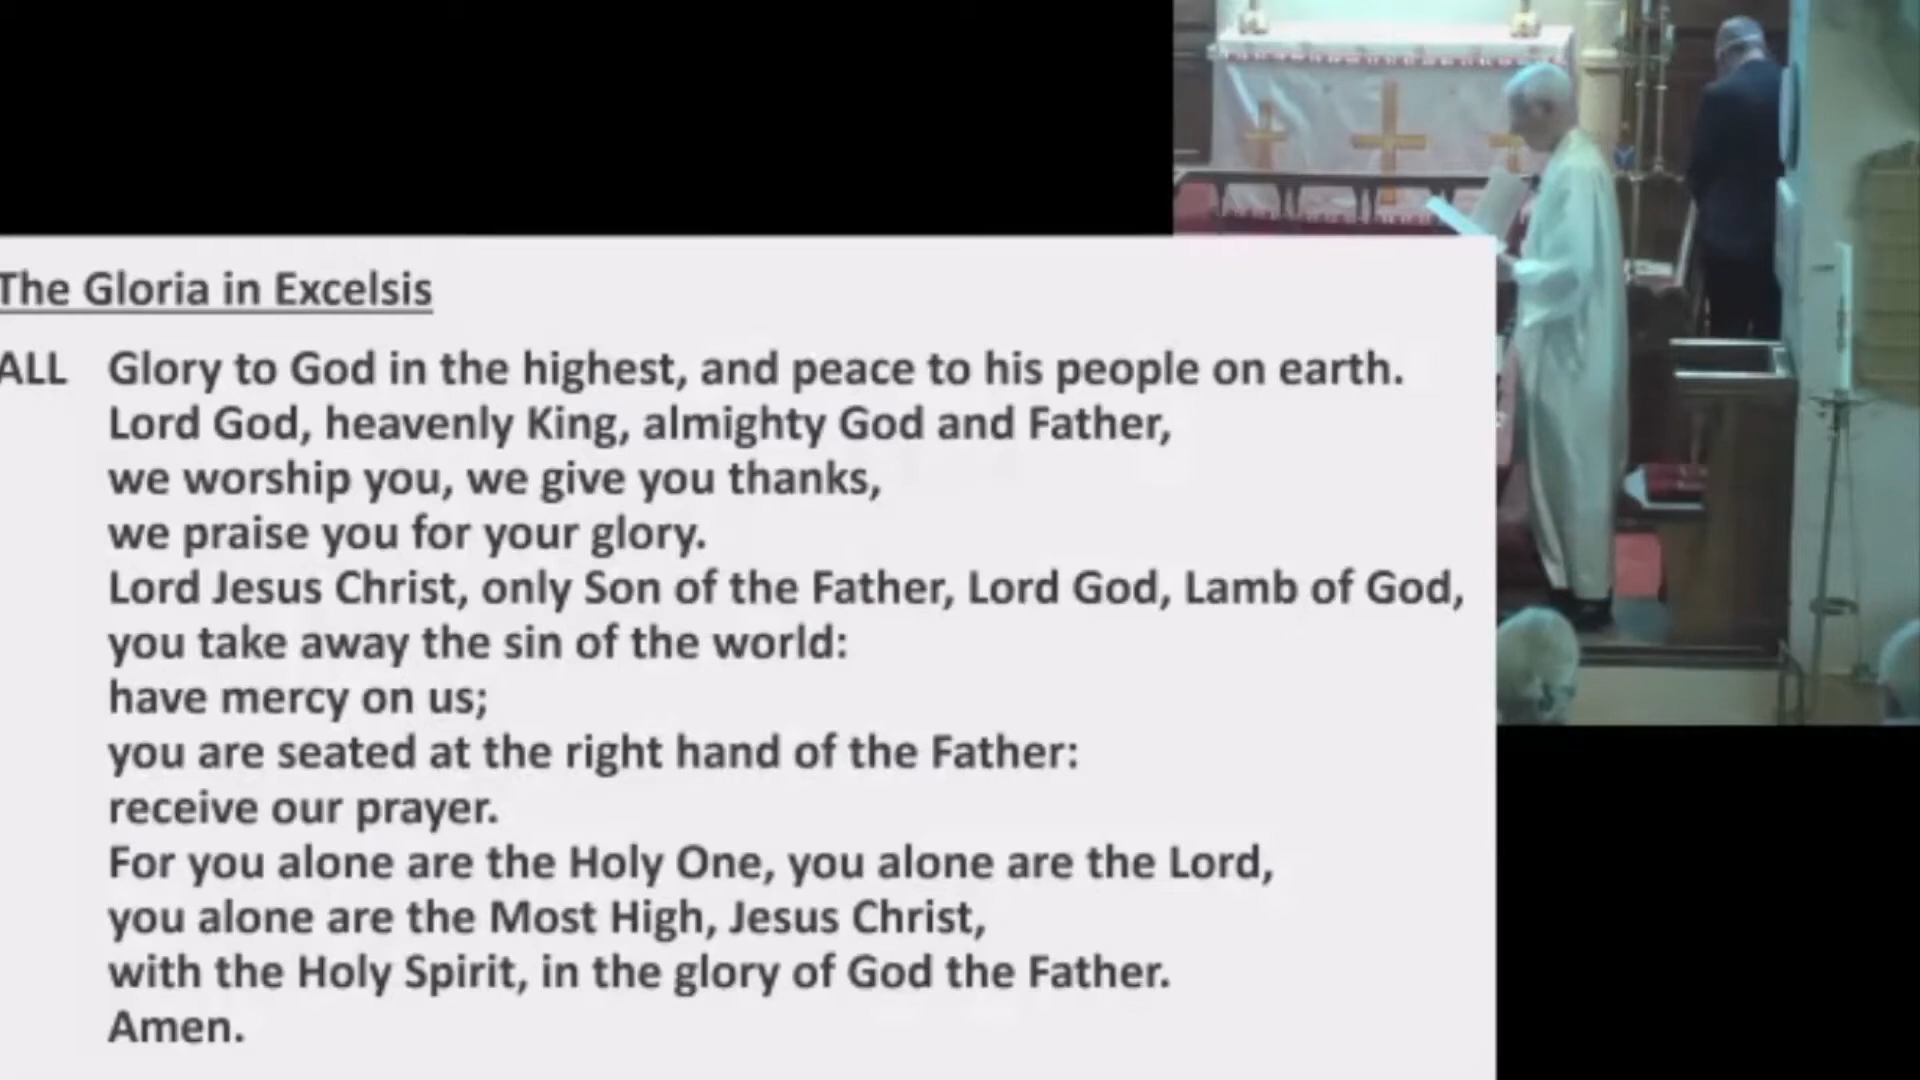 The Gloria in Excelsis
ALL Glory to God in the highest, and peace to his people on earth.
Lord God, heavenly King, almighty God and Father,
we worship you, we give you thanks,
we praise you for your glory.
Lord Jesus Christ, only Son of the Father, Lord God, Lamb of God,
you take away the sin of the world:
have mercy on us;
you are seated at the right hand of the Father:
receive our prayer.
For you alone are the Holy One, you alone are the Lord,
you alone are the Most High, Jesus Christ,
with the Holy Spirit, in the glory of God the Father.
Amen.